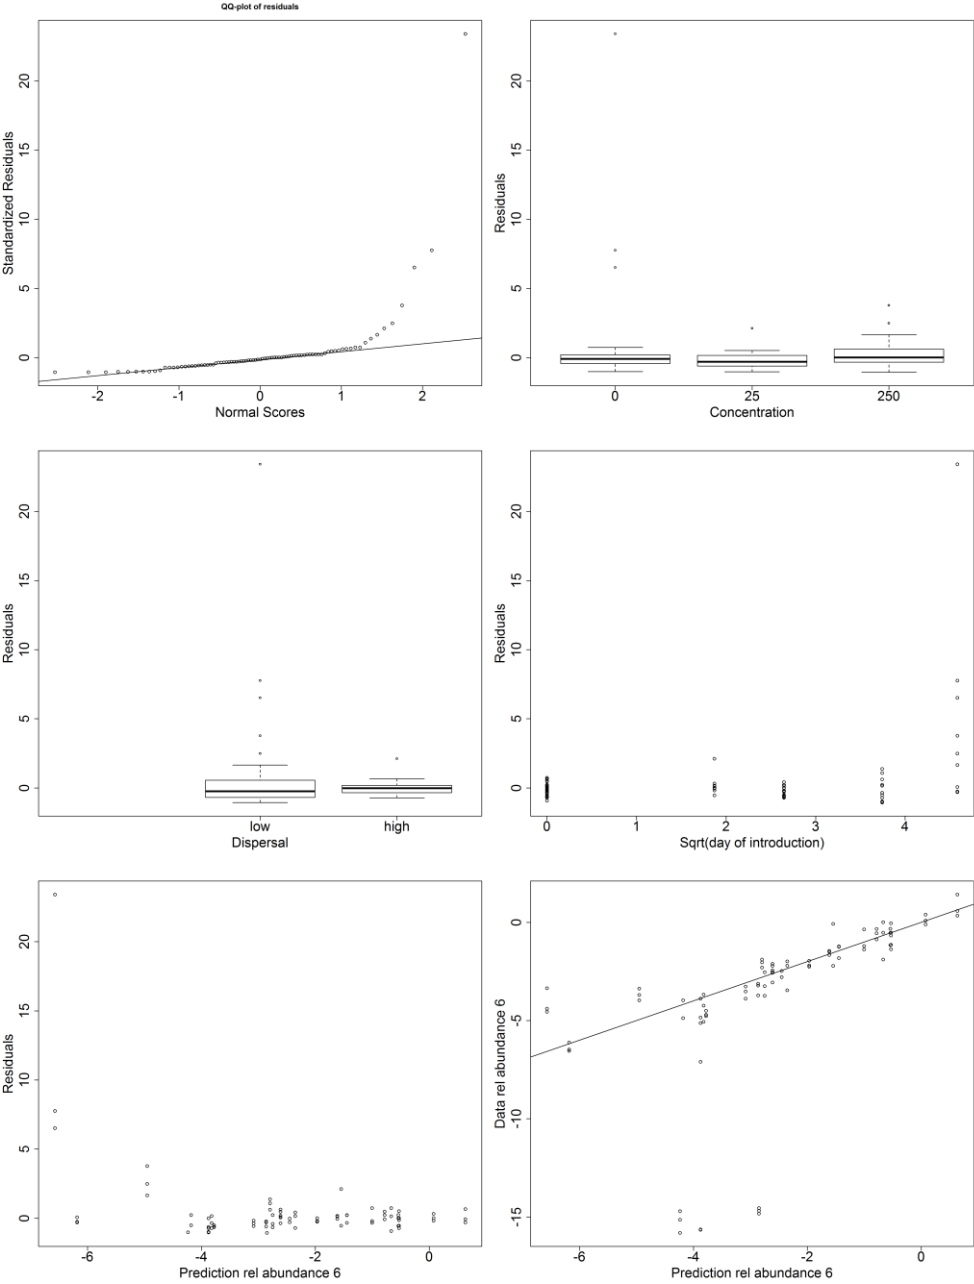 QQ-plot of residuals
Standardized Residuals
0 5 10 15 20
-2 -1 0 1 2
Normal Scores
Residuals
0 5 10 15 20
0 25 250
Concentration
Residuals
0 5 10 15 20
low high
Dispersal
Residuals
0 5 10 15 20
0 1 2 3 4
Sqrt(day of introduction)
Residuals
0 5 10 15 20
-6 -4 -2 0
Prediction rel abundance 6
Data rel abundance 6
-15 -10 -5 0
-6 -4 -2 0
Prediction rel abundance 6